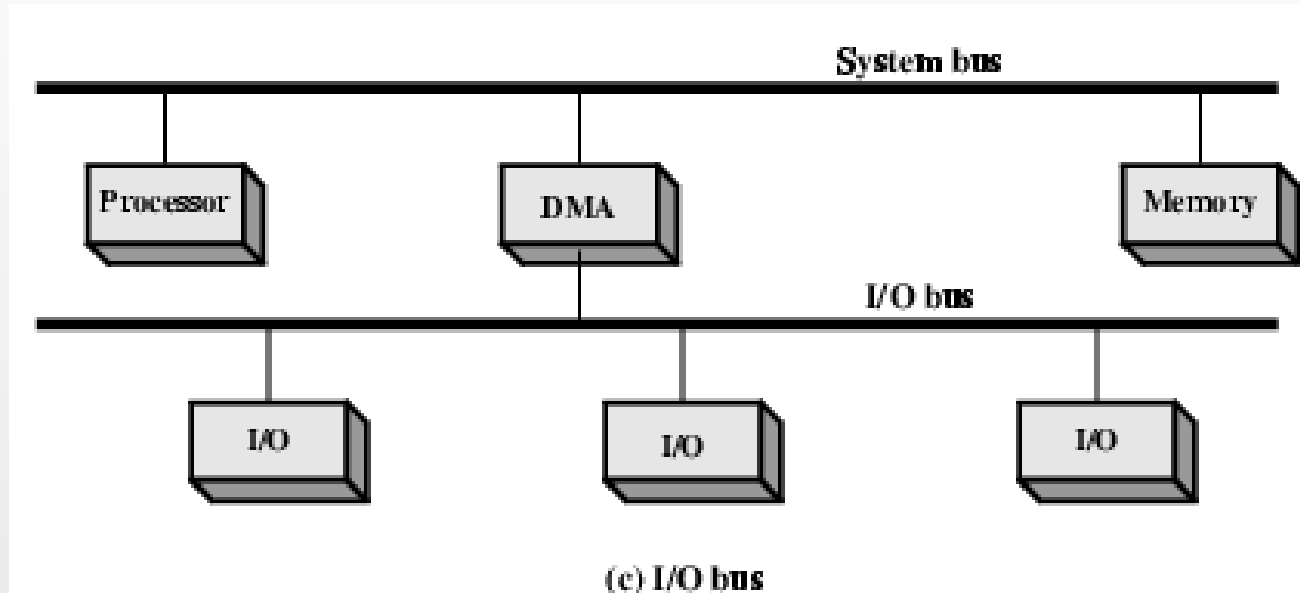 System bus
Processor
DMA
Memory
I/O bus
I/O
I/O
I/O
(c) I/O bus